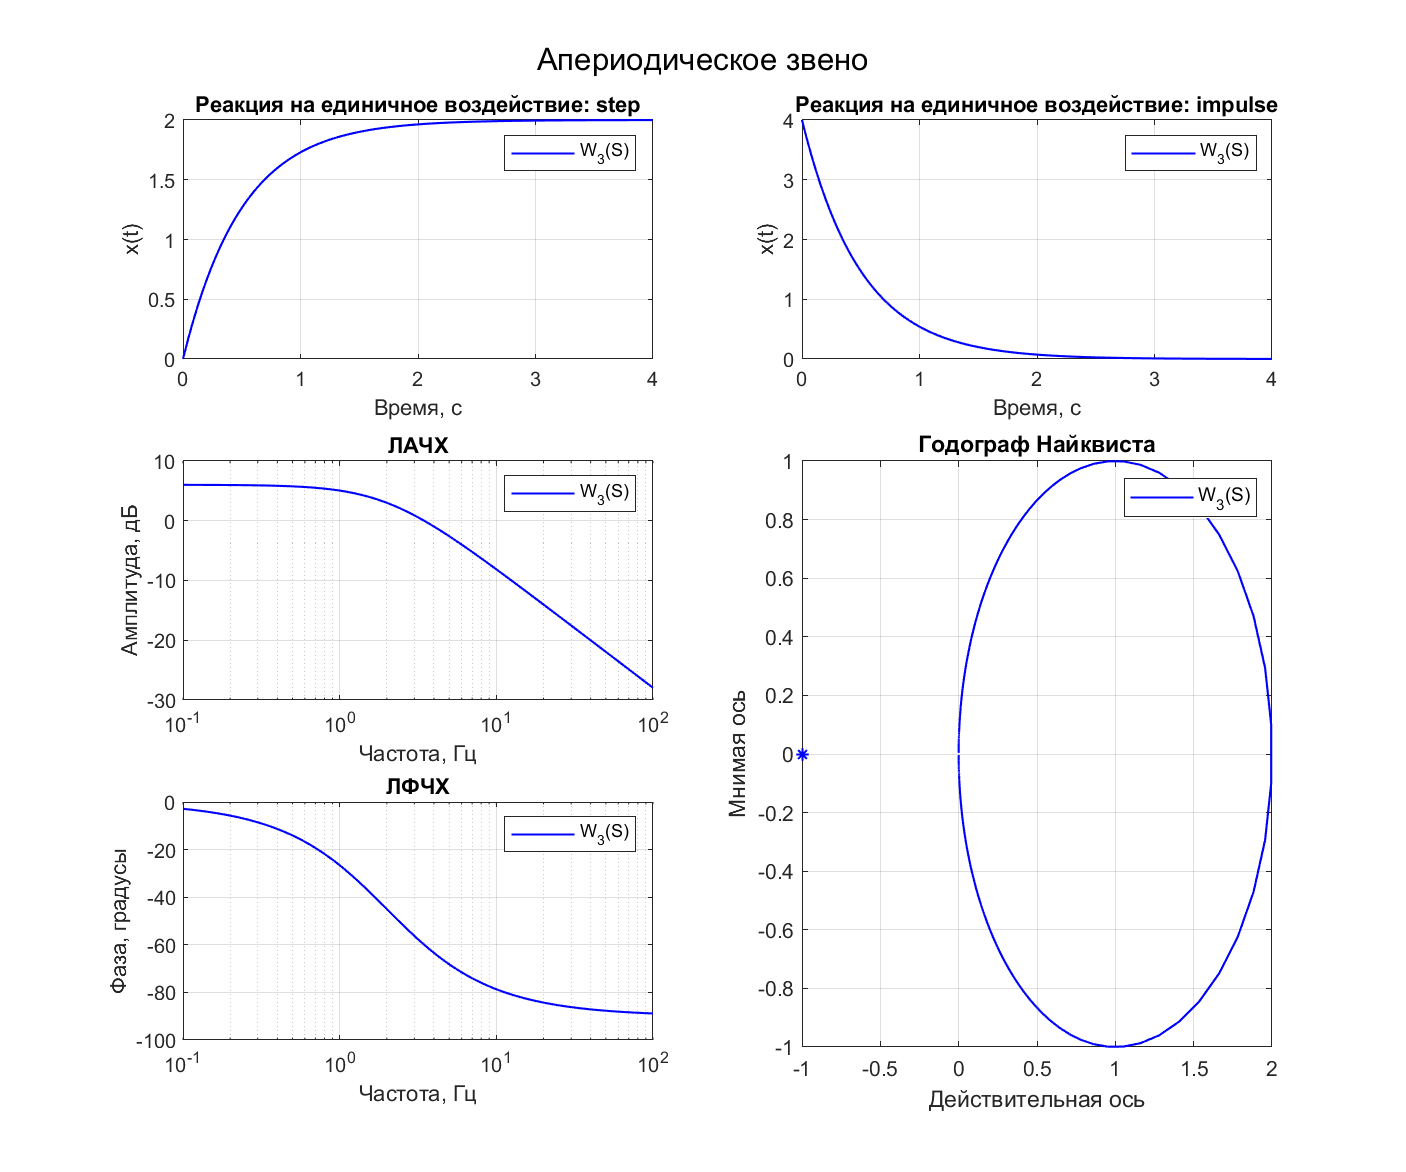 Апериодическое звено
Реакция на единичное воздействие: step
2
1.5
1
0.5
0
x(t)
W3(S)
0 1 2 3 4
Время, с
Реакция на единичное воздействие: impulse
4
3
2
1
0
x(t)
W3(S)
0 1 2 3 4
Время, с
ЛАЧХ
10
0
-10
-20
-30
Амплитуда, дБ
W3(S)
10-1 100 101 102
Частота, Гц
ЛФЧХ
0
-20
-40
-60
-80
-100
Фаза, градусы
W3(S)
10-1 100 101 102
Частота, Гц
Годограф Найквиста
1
0.8
0.6
0.4
0.2
0
-0.2
-0.4
-0.6
-0.8
-1
Мнимая ось
W3(S)
-1 -0.5 0 0.5 1 1.5 2
Действительная ось